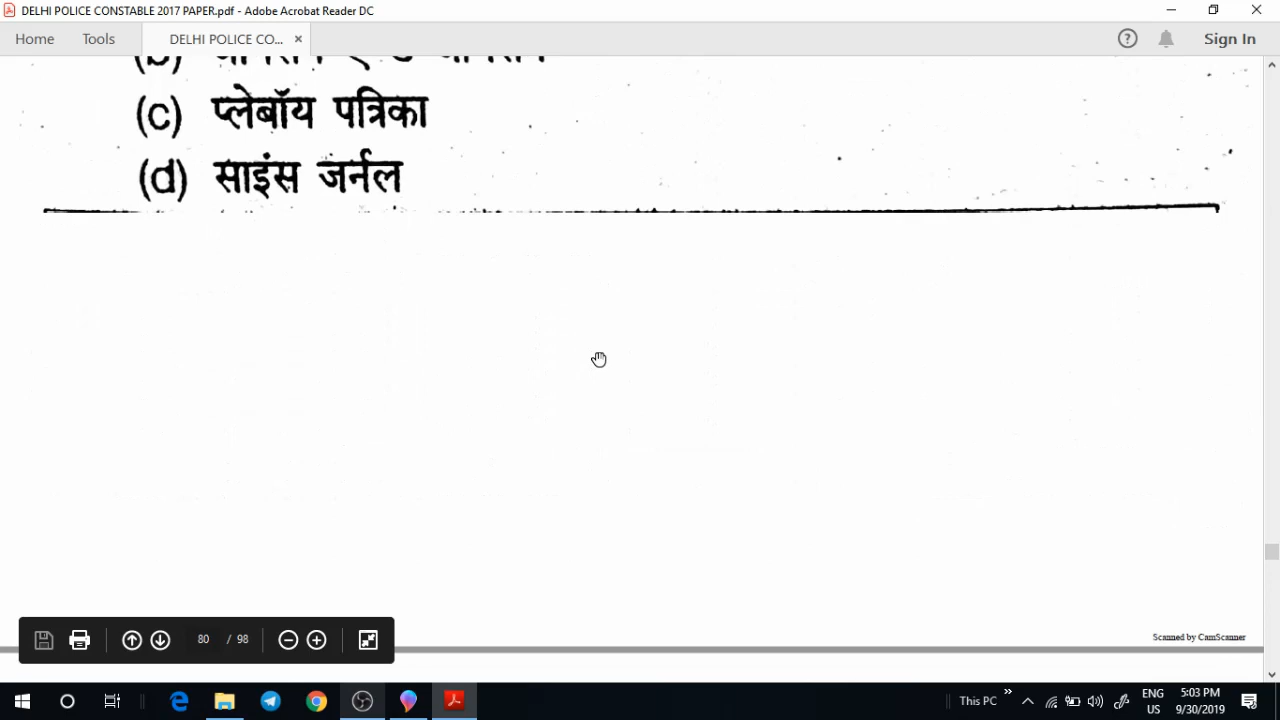 DELHI POLICE CONSTABLE 2017 PAPER.pdf - Adobe Acrobat Reader DC
Home
Tools
DELHI POLICE CO...
Sign In
(b)
(c) प्लेबॉय पत्रिका
(d) साइंस जर्नल
80 / 98
Scanned by CamScanner
This PC
ENG
US
5:03 PM
9/30/2019